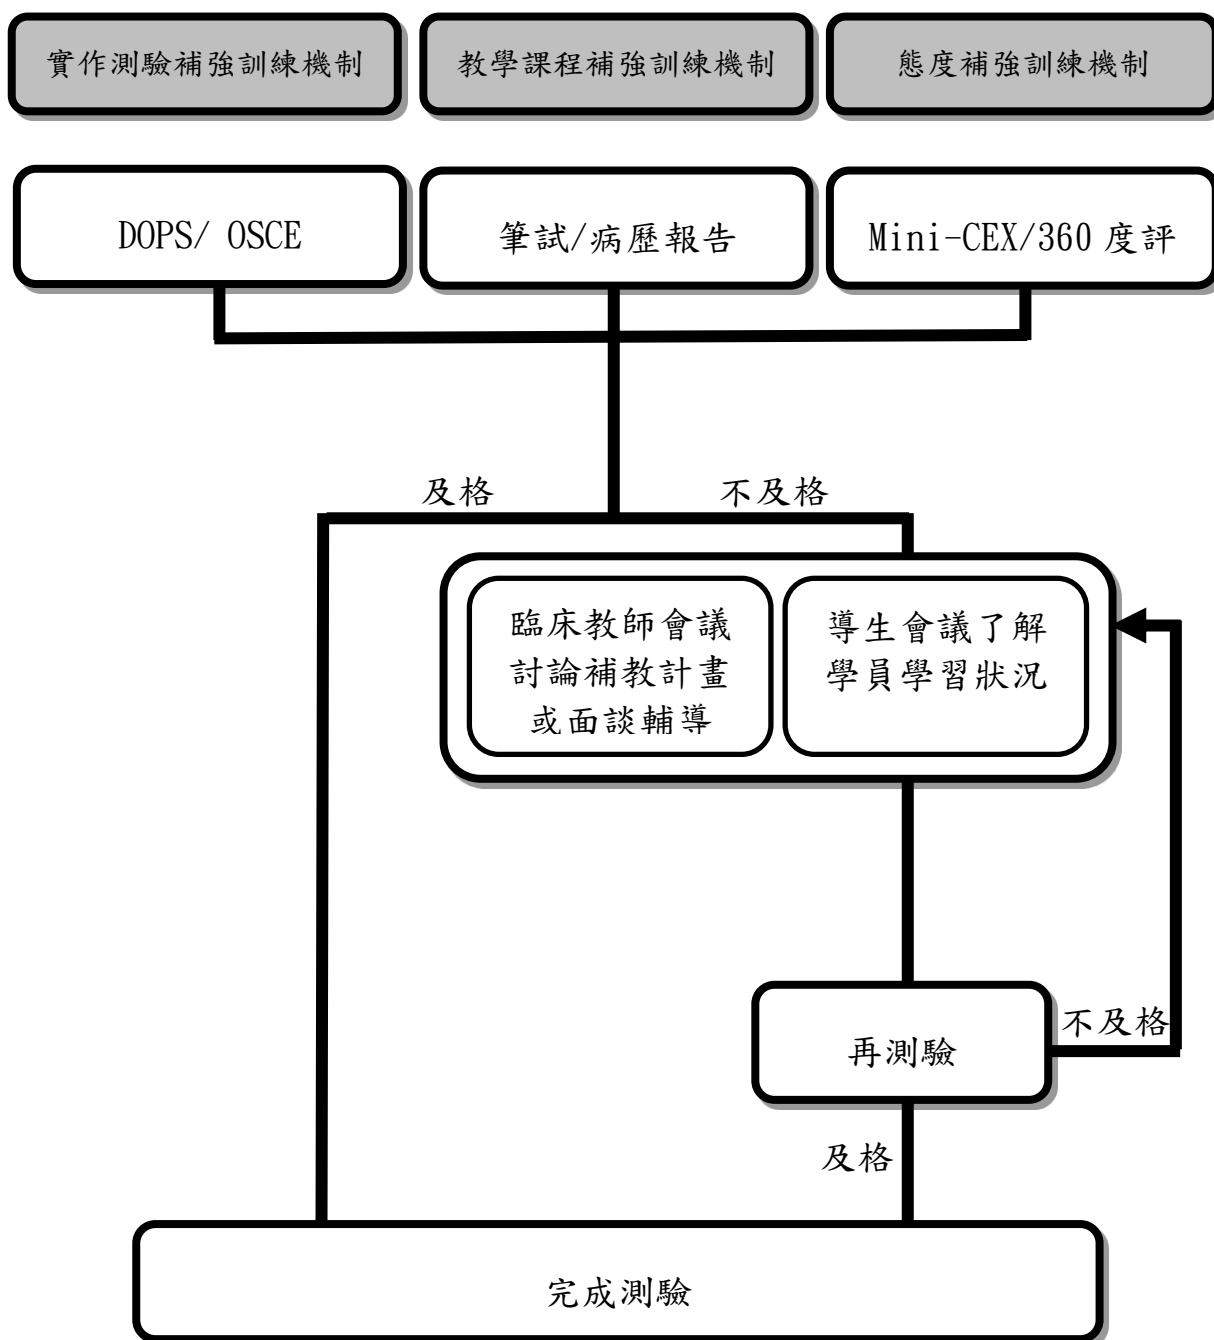 實作測驗補強訓練機制
教學課程補強訓練機制
態度補強訓練機制
DOPS/ OSCE
筆試/病歷報告
Mini-CEX/360 度評
及格
不及格
臨床教師會議
討論補教計畫
或面談輔導
導生會議了解
學員學習狀況
再測驗
不及格
及格
完成測驗